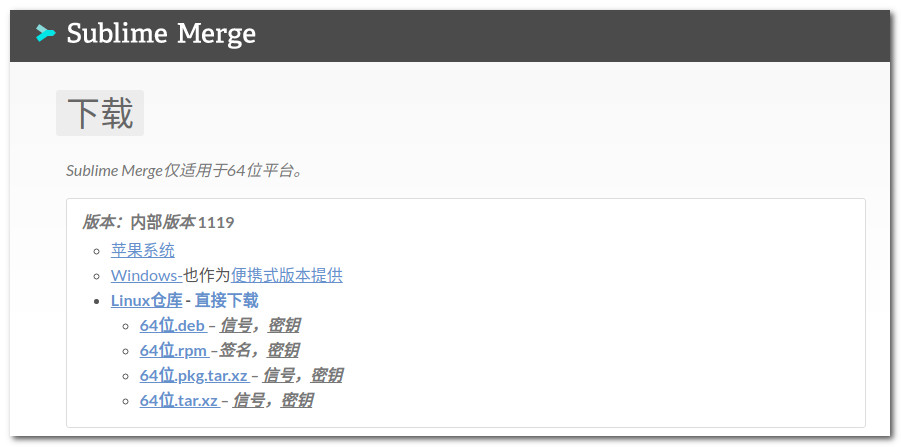 Sublime Merge
下载
Sublime Merge仅适用于64位平台。
版本：内部版本 1119
苹果系统
Windows-也作为便携式版本提供
Linux仓库 - 直接下载
64位.deb – 信号，密钥
64位.rpm –签名，密钥
64位.pkg.tar.xz – 信号，密钥
64位.tar.xz – 信号，密钥